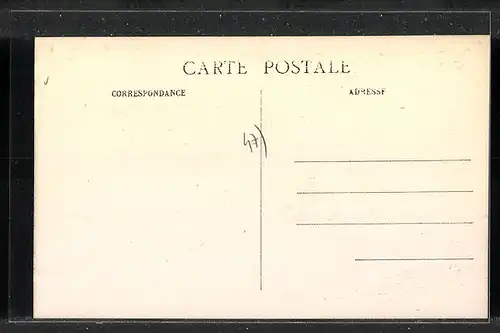 CARTE POSTALE
CORRESPONDANCE
ADRESSE
47)